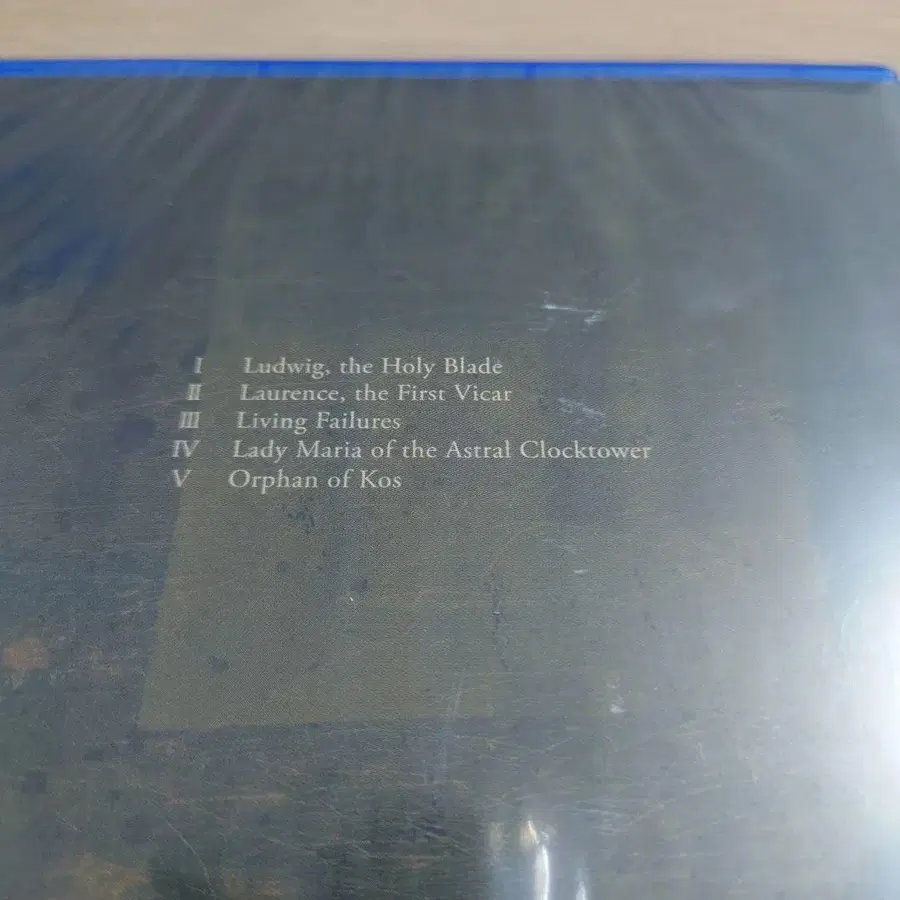 I Ludwig, the Holy Blade
II Laurence, the First Vicar
III Living Failures
IV Lady Maria of the Astral Clocktower
V Orphan of Kos